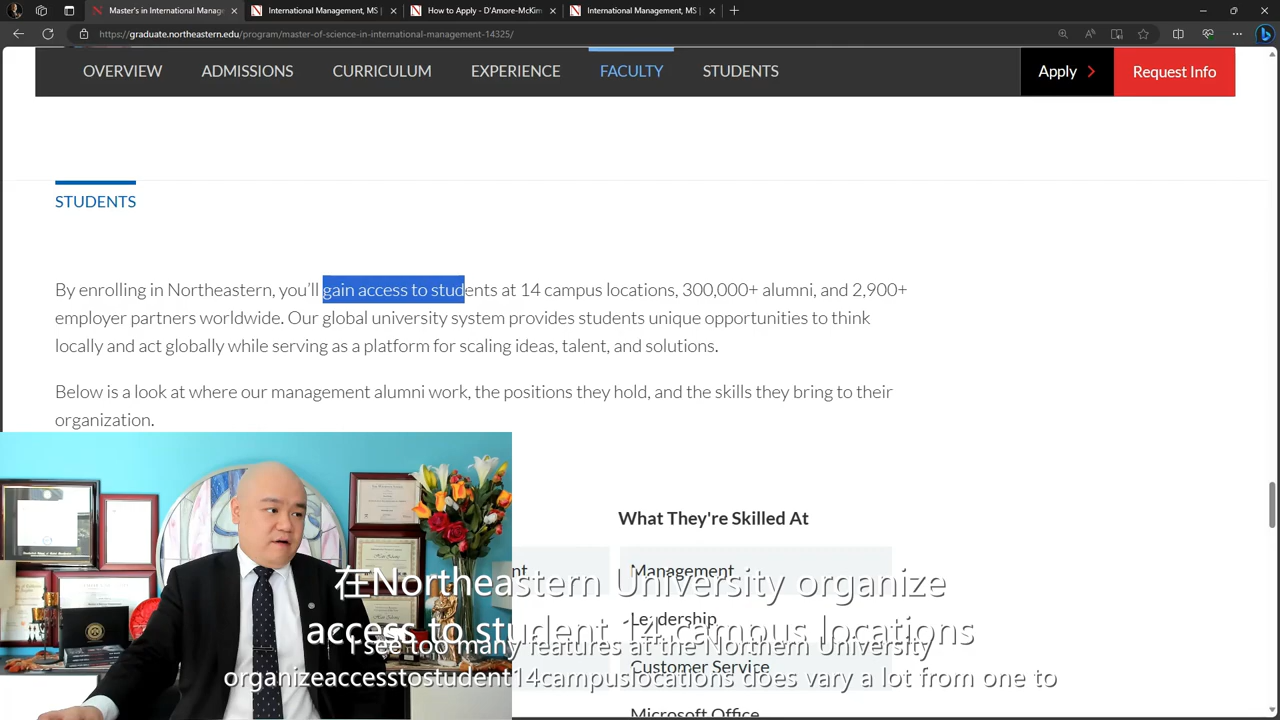 Master's in International Manage
International Management, MS |
How to Apply - D'Amore-McKim
International Management, MS |
https://graduate.northeastern.edu/program/master-of-science-in-international-management-14325/
OVERVIEW
ADMISSIONS
CURRICULUM
EXPERIENCE
FACULTY
STUDENTS
Apply
Request Info
STUDENTS
By enrolling in Northeastern, you'll gain access to students at 14 campus locations, 300,000+ alumni, and 2,900+
employer partners worldwide. Our global university system provides students unique opportunities to think
locally and act globally while serving as a platform for scaling ideas, talent, and solutions.
Below is a look at where our management alumni work, the positions they hold, and the skills they bring to their
organization.
What They're Skilled At
Management
Leadership
Customer Service
Microsoft Office
在Northeastern University organize
access to student 14 campus locations
I see too many features at the Northern University
organizeaccesstostudent14campuslocations does vary a lot from one to